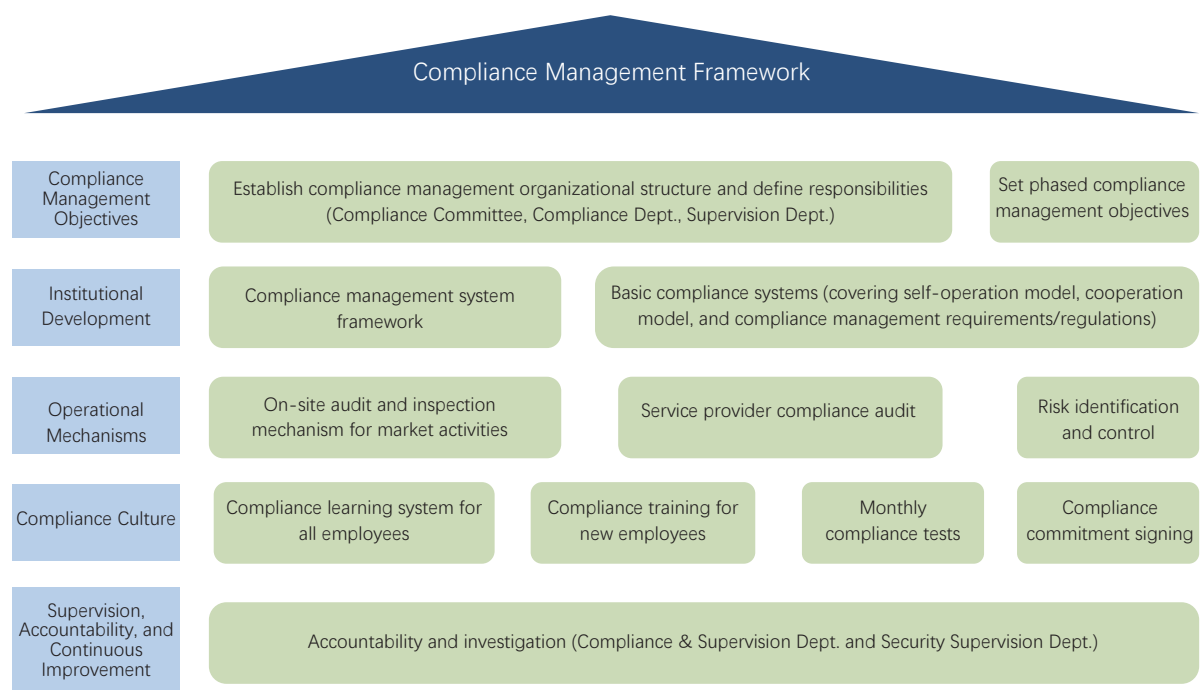 Compliance Management Framework
Compliance
Management
Objectives
Establish compliance management organizational structure and define responsibilities
(Compliance Committee, Compliance Dept., Supervision Dept.)
Set phased compliance
management objectives
Institutional
Development
Compliance management system
framework
Basic compliance systems (covering self-operation model, cooperation
model, and compliance management requirements/regulations)
Operational
Mechanisms
On-site audit and inspection
mechanism for market activities
Service provider compliance audit
Risk identification
and control
Compliance Culture
Compliance learning system for
all employees
Compliance training for
new employees
Monthly
compliance tests
Compliance
commitment signing
Supervision,
Accountability, and
Continuous
Improvement
Accountability and investigation (Compliance & Supervision Dept. and Security Supervision Dept.)